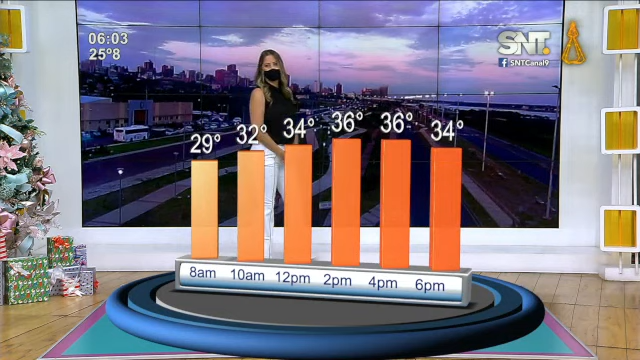 06:03
25°8
SNT
SNTCanal9
29° 32° 34° 36° 36° 34°
8am 10am 12pm 2pm 4pm 6pm